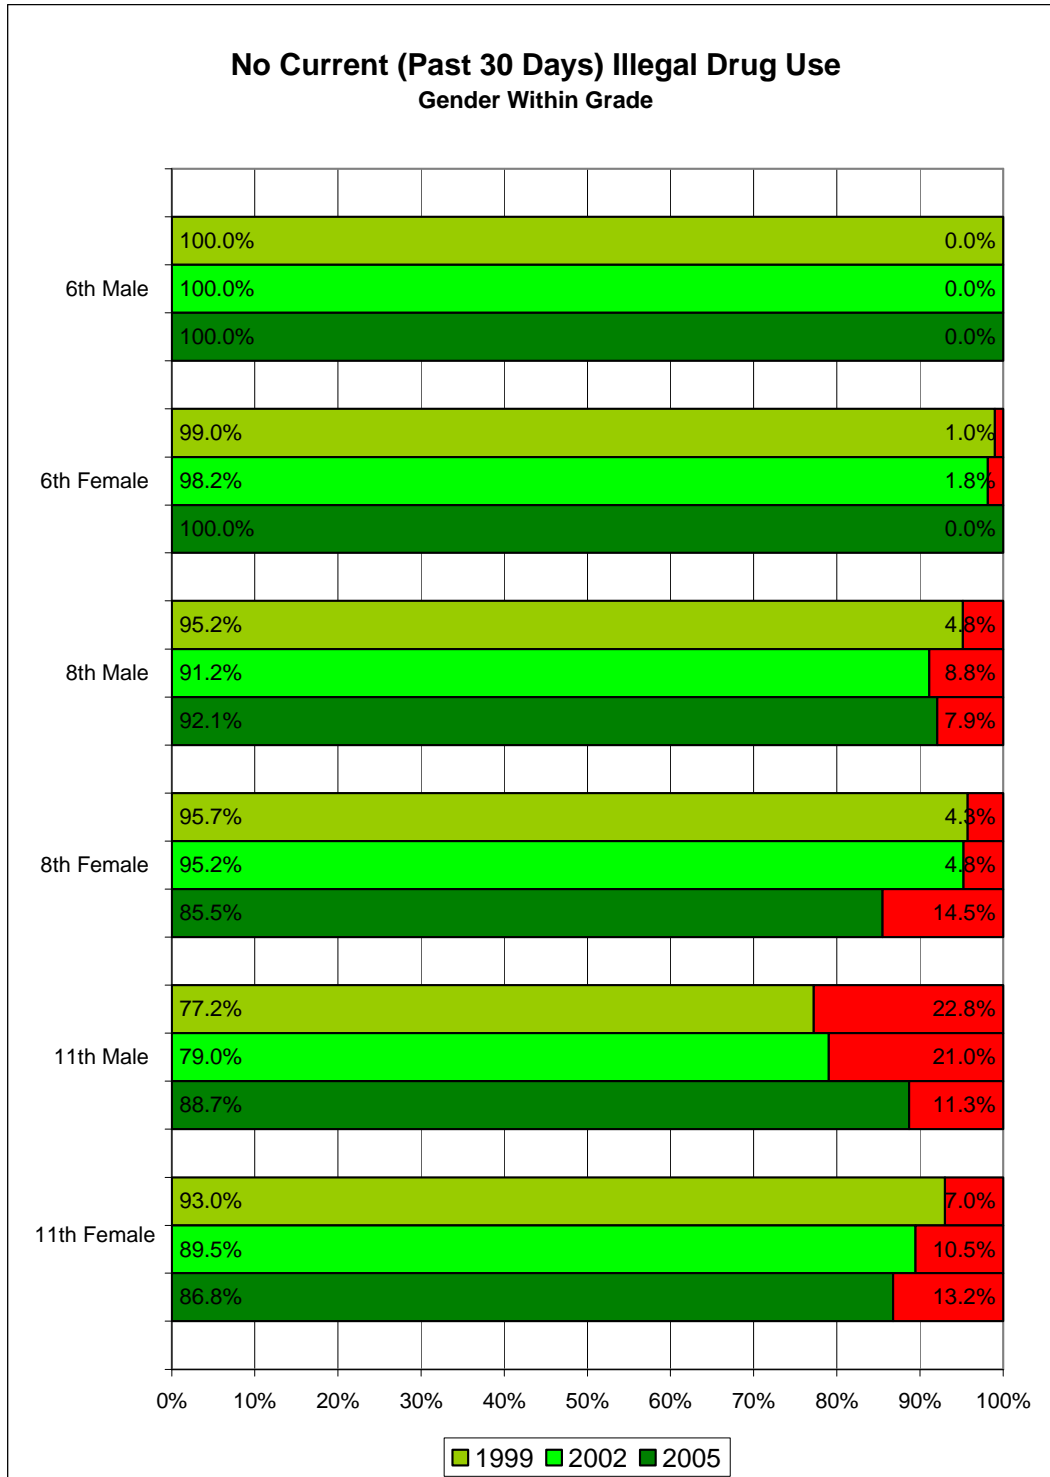 No Current (Past 30 Days) Illegal Drug Use
Gender Within Grade
100.0% 0.0%
6th Male 100.0% 0.0%
100.0% 0.0%
99.0% 1.0%
6th Female 98.2% 1.8%
100.0% 0.0%
95.2% 4.8%
8th Male 91.2% 8.8%
92.1% 7.9%
95.7% 4.3%
8th Female 95.2% 4.8%
85.5% 14.5%
77.2% 22.8%
11th Male 79.0% 21.0%
88.7% 11.3%
93.0% 7.0%
11th Female 89.5% 10.5%
86.8% 13.2%
0% 10% 20% 30% 40% 50% 60% 70% 80% 90% 100%
1999 2002 2005